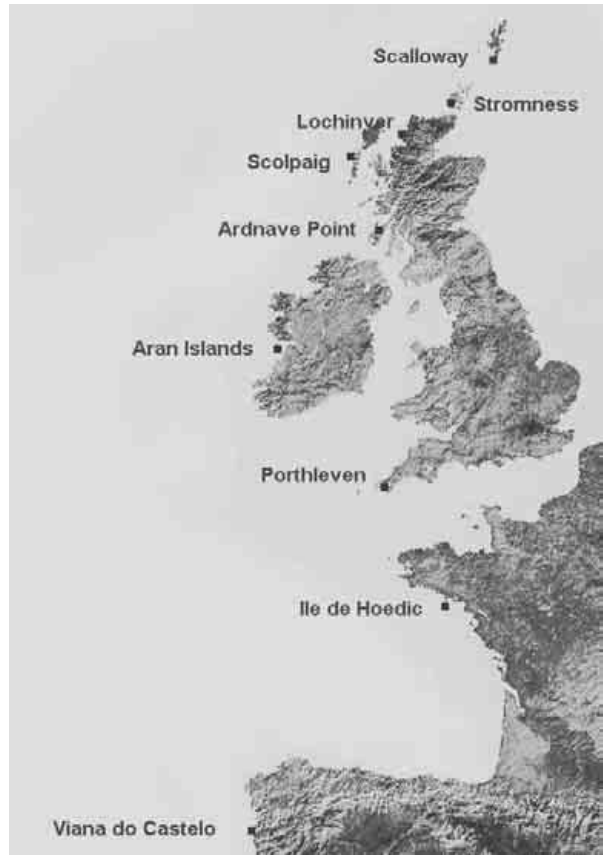 Scalloway
Stromness
Lochinver
Scolpaig
Ardnave Point
Aran Islands
Porthleven
Ile de Hoedic
Viana do Castelo